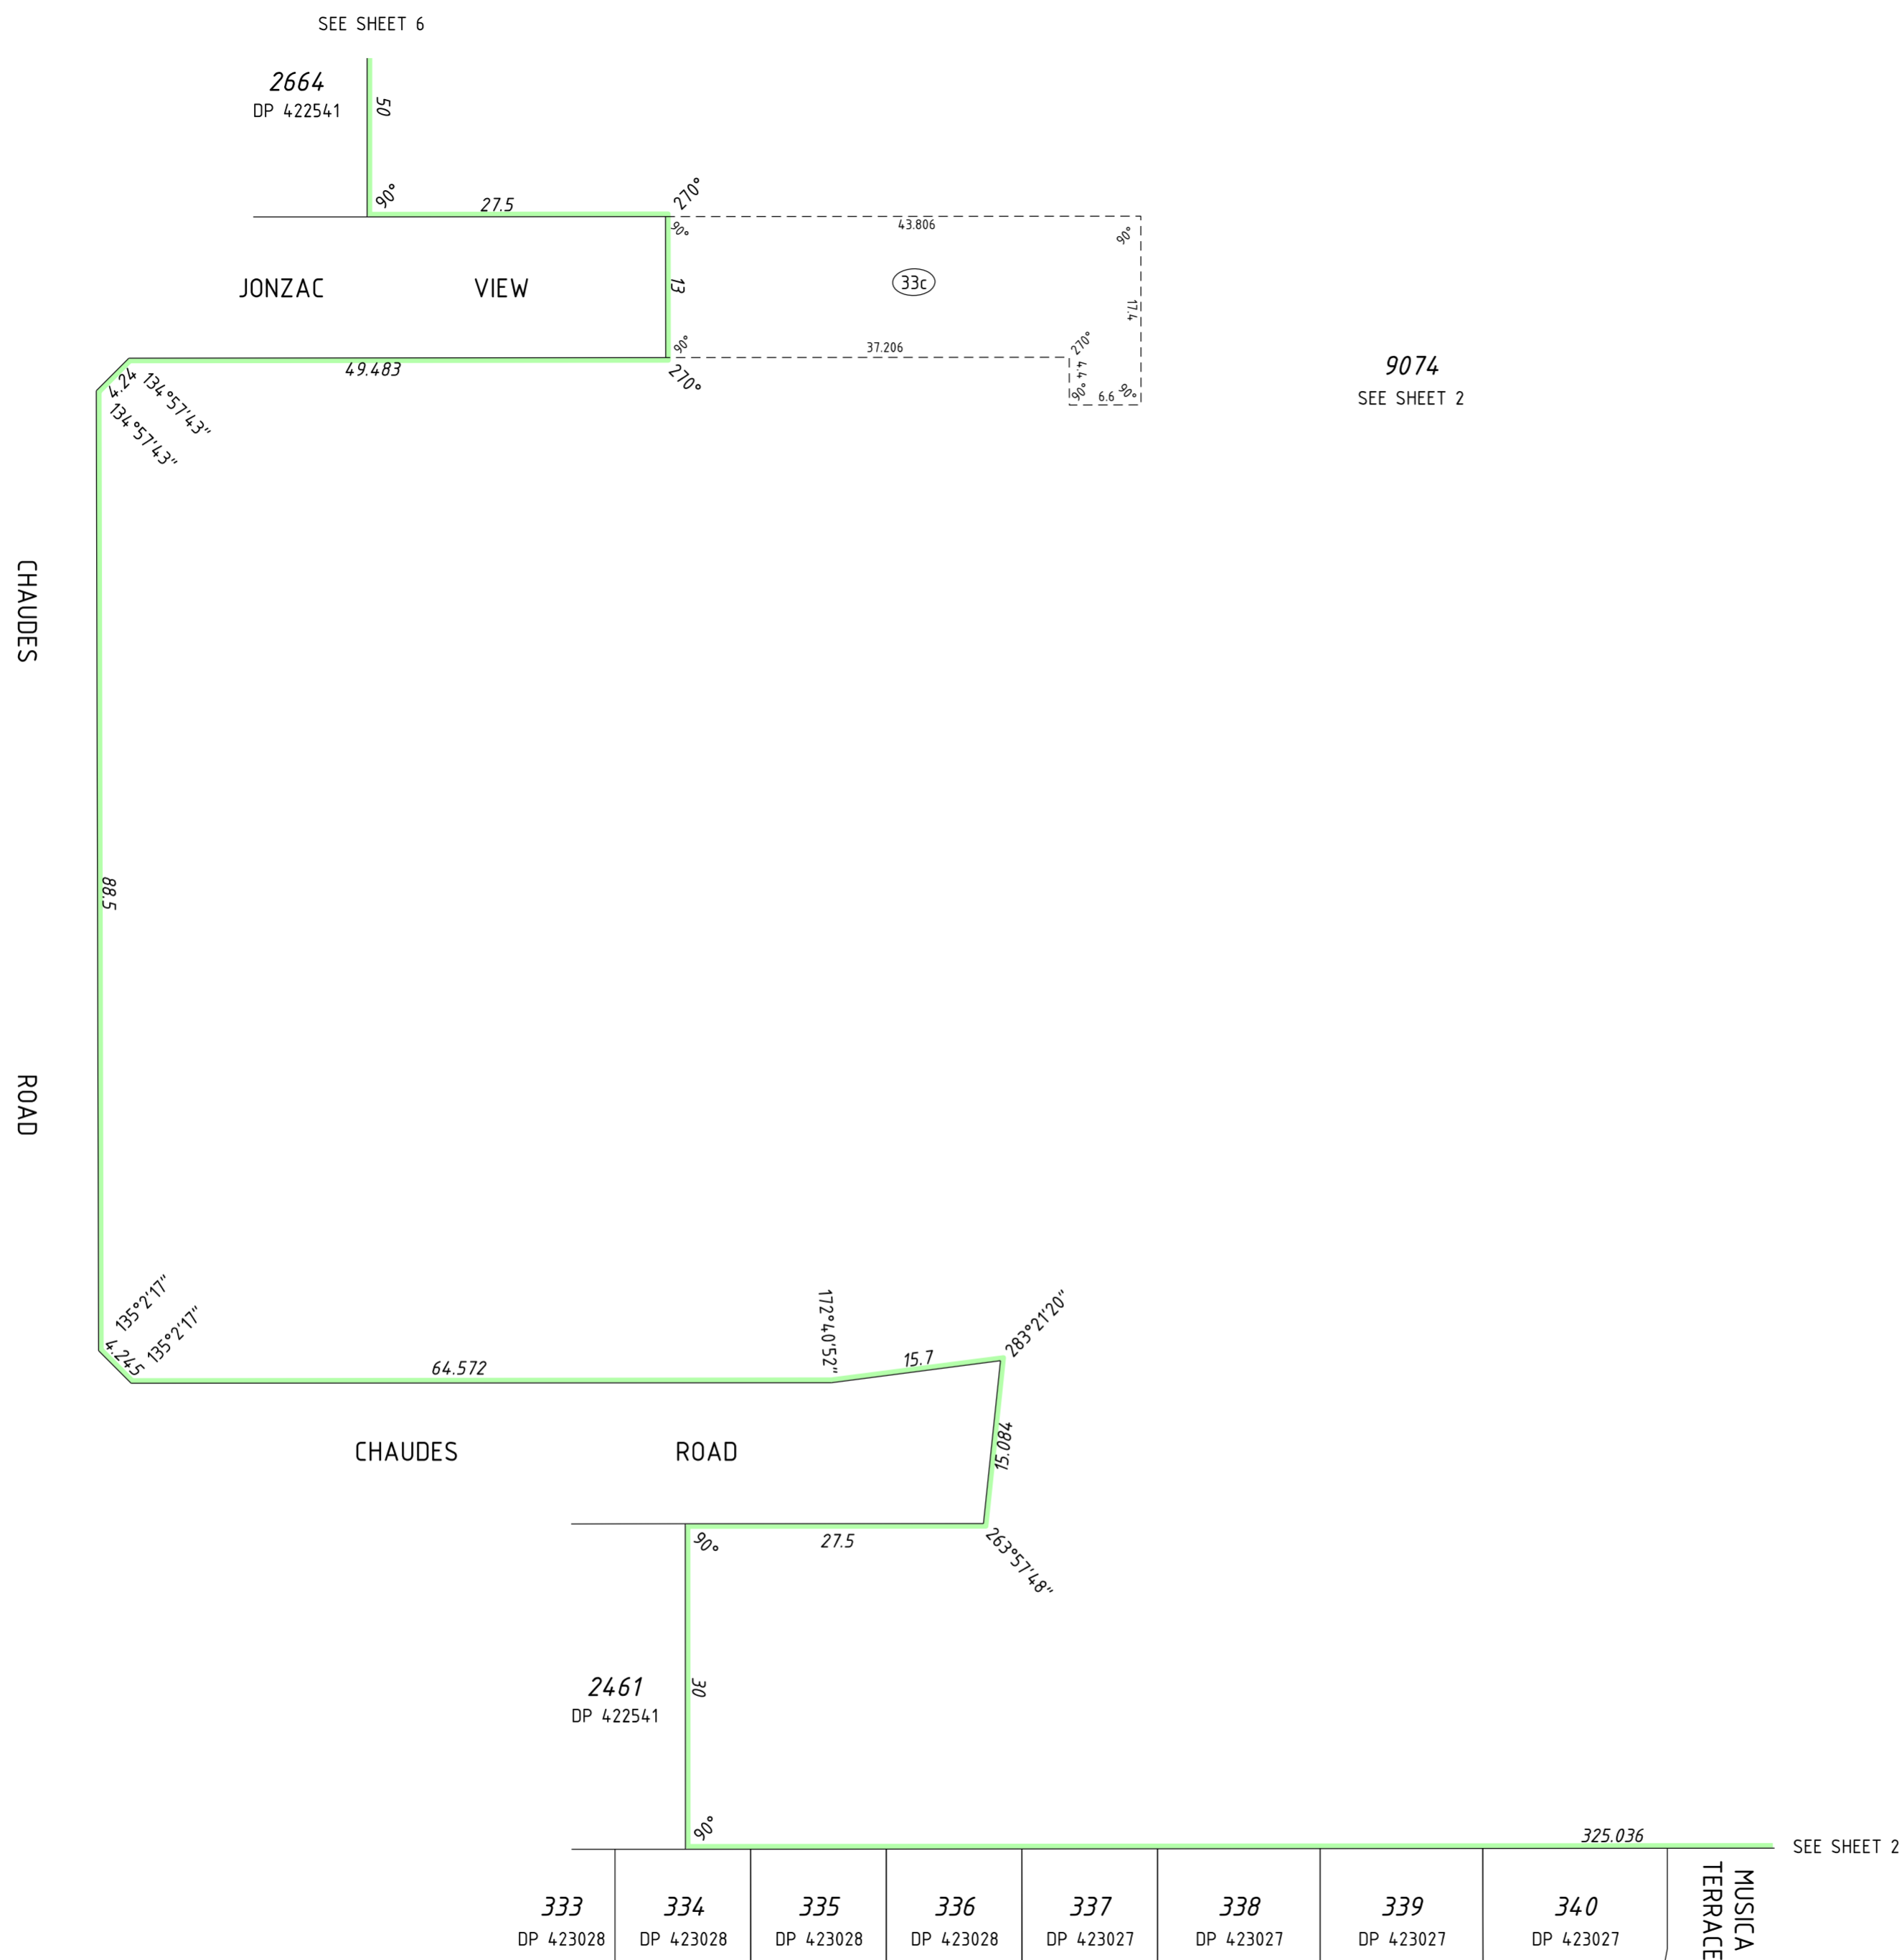 SEE SHEET 6
2664
DP 422541
50
90°
27.5
270°
90°
43.806
90°
JONZAC VIEW
13
33c
17.4
90°
37.206
270°
49.483
270°
4.4
90°
6.6
90°
9074
SEE SHEET 2
4.24
134°57'43"
134°57'43"
CHAUDES
88.5
ROAD
135°2'17"
135°2'17"
4.245
64.572
172°40'52"
15.7
283°21'20"
CHAUDES ROAD
15.084
90°
27.5
263°57'48"
2461
DP 422541
30
90°
325.036
SEE SHEET 2
333
DP 423028
334
DP 423028
335
DP 423028
336
DP 423028
337
DP 423027
338
DP 423027
339
DP 423027
340
DP 423027
MUSICA
TERRACE